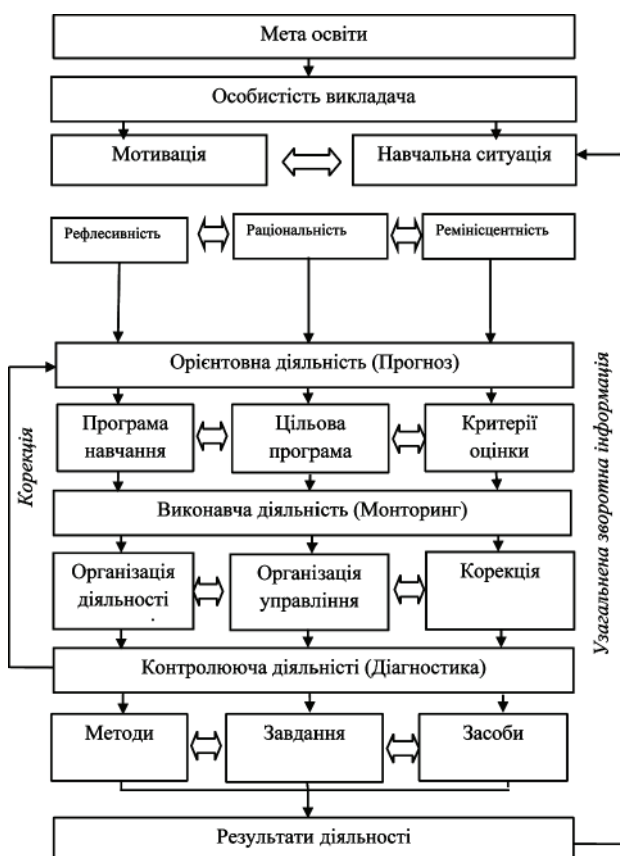 Мета освіти
Особистість викладача
Мотивація
Навчальна ситуація
Рефлесивність
Раціональність
Ремінісцентність
Орієнтовна діяльність (Прогноз)
Програма
навчання
Цільова
програма
Критерії
оцінки
Виконавча діяльність (Монторинг)
Організація
діяльності
Організація
управління
Корекція
Контролююча діяльністі (Діагностика)
Методи
Завдання
Засоби
Результати діяльності
Корекція
Узагальнена зворотна інформація